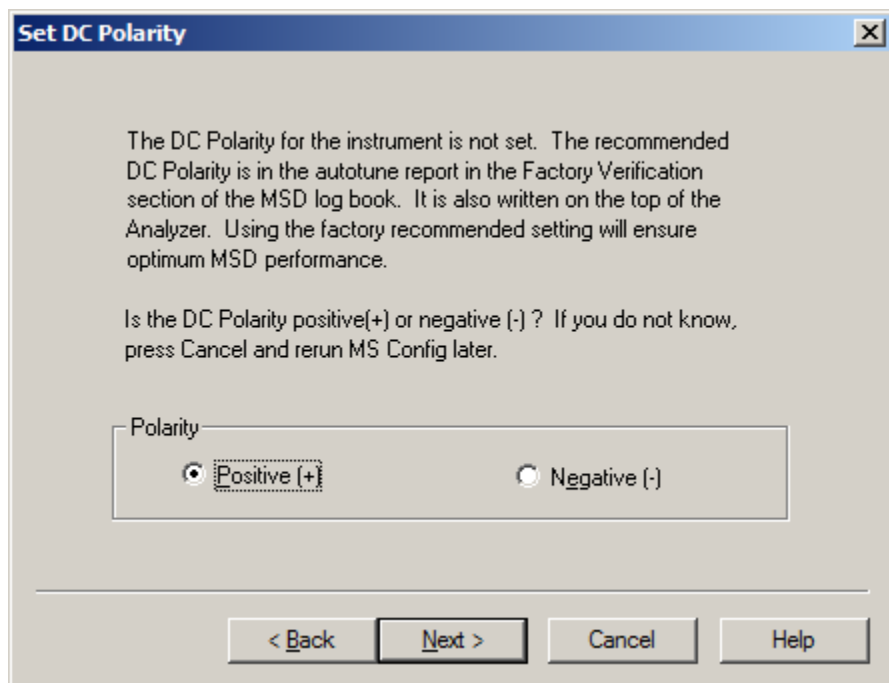 Set DC Polarity
The DC Polarity for the instrument is not set. The recommended
DC Polarity is in the autotune report in the Factory Verification
section of the MSD log book. It is also written on the top of the
Analyzer. Using the factory recommended setting will ensure
optimum MSD performance.
Is the DC Polarity positive(+) or negative (-) ? If you do not know,
press Cancel and rerun MS Config later.
Polarity
Positive (+)
Negative (-)
< Back
Next >
Cancel
Help